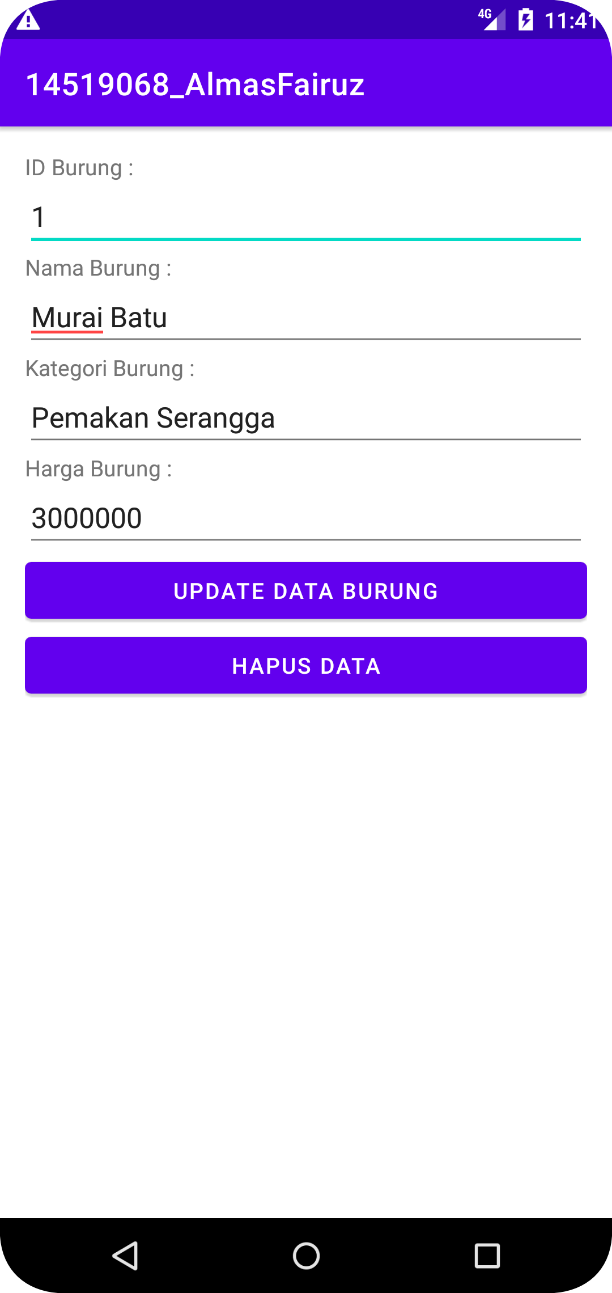 4G 11:41
14519068_AlmasFairuz
ID Burung :
1
Nama Burung :
Murai Batu
Kategori Burung :
Pemakan Serangga
Harga Burung :
3000000
UPDATE DATA BURUNG
HAPUS DATA